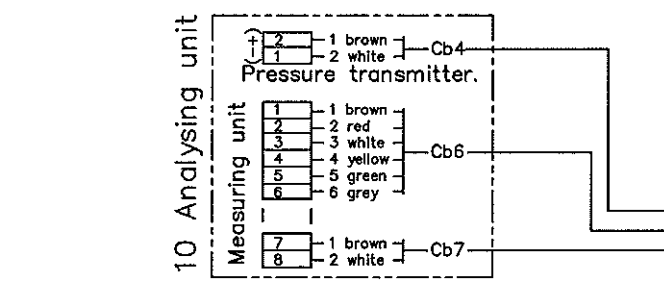 10 Analysing unit
(+ 2 1 brown
-) 1 2 white
Cb4
Pressure transmitter.
Measuring unit
1 1 brown
2 2 red
3 3 white
4 4 yellow
5 5 green
6 6 grey
Cb6
7 1 brown
8 2 white
Cb7